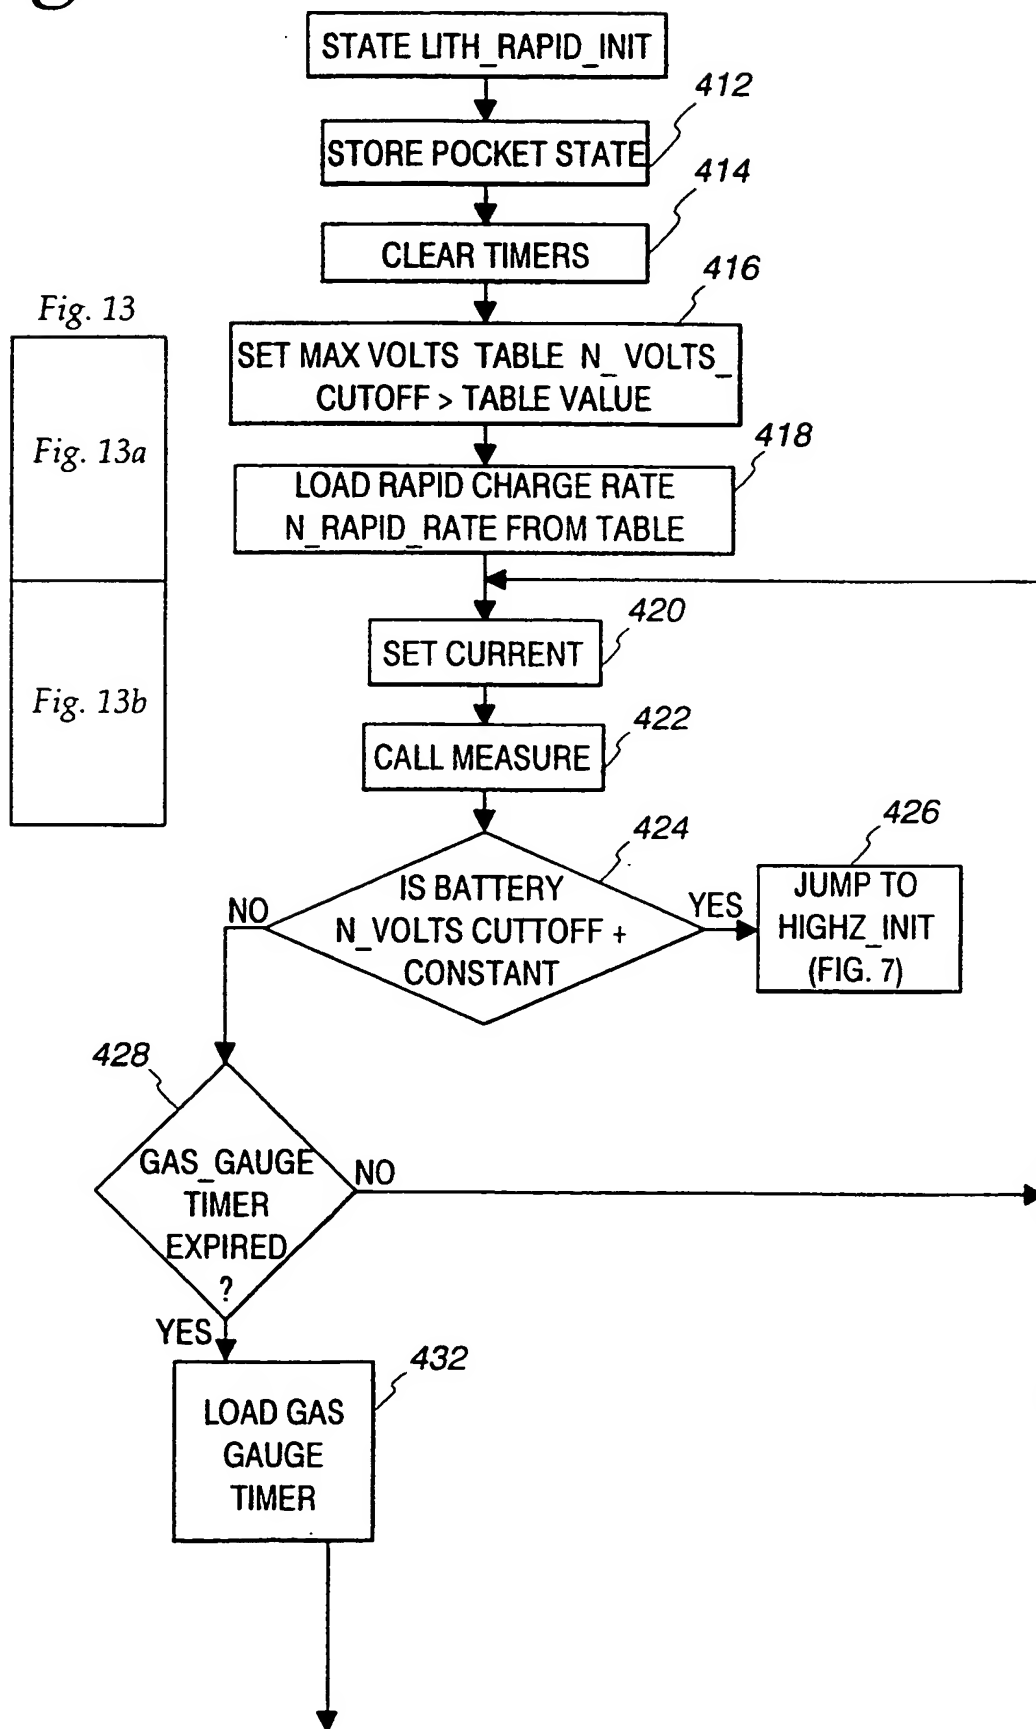 STATE LITH_RAPID_INIT
412
STORE POCKET STATE
414
CLEAR TIMERS
416
SET MAX VOLTS TABLE N_VOLTS_
CUTOFF > TABLE VALUE
418
LOAD RAPID CHARGE RATE
N_RAPID_RATE FROM TABLE
Fig. 13
Fig. 13a
Fig. 13b
420
SET CURRENT
422
CALL MEASURE
424
IS BATTERY
N_VOLTS CUTTOFF +
CONSTANT
NO
YES
426
JUMP TO
HIGHZ_INIT
(FIG. 7)
428
GAS_GAUGE
TIMER
EXPIRED
?
NO
YES
432
LOAD GAS
GAUGE
TIMER